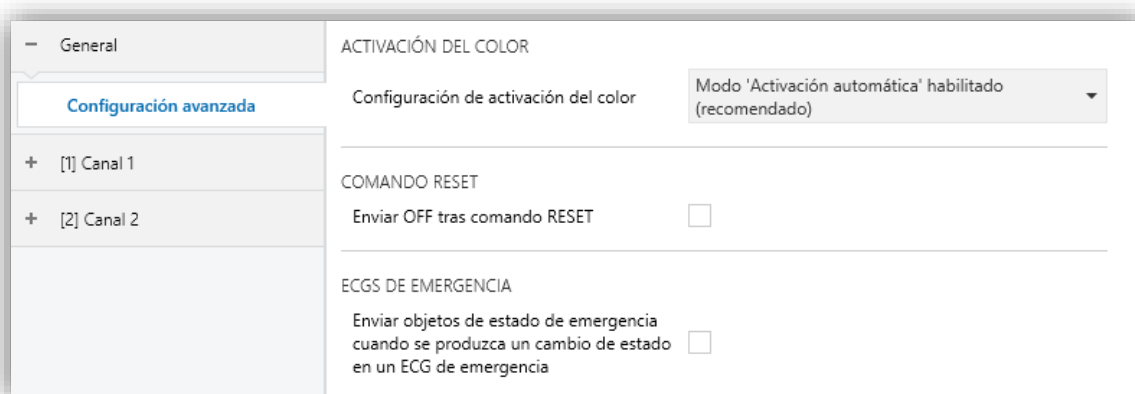 General
Configuración avanzada
[1] Canal 1
[2] Canal 2
ACTIVACIÓN DEL COLOR
Configuración de activación del color
Modo 'Activación automática' habilitado
(recomendado)
COMANDO RESET
Enviar OFF tras comando RESET
ECGS DE EMERGENCIA
Enviar objetos de estado de emergencia
cuando se produzca un cambio de estado
en un ECG de emergencia